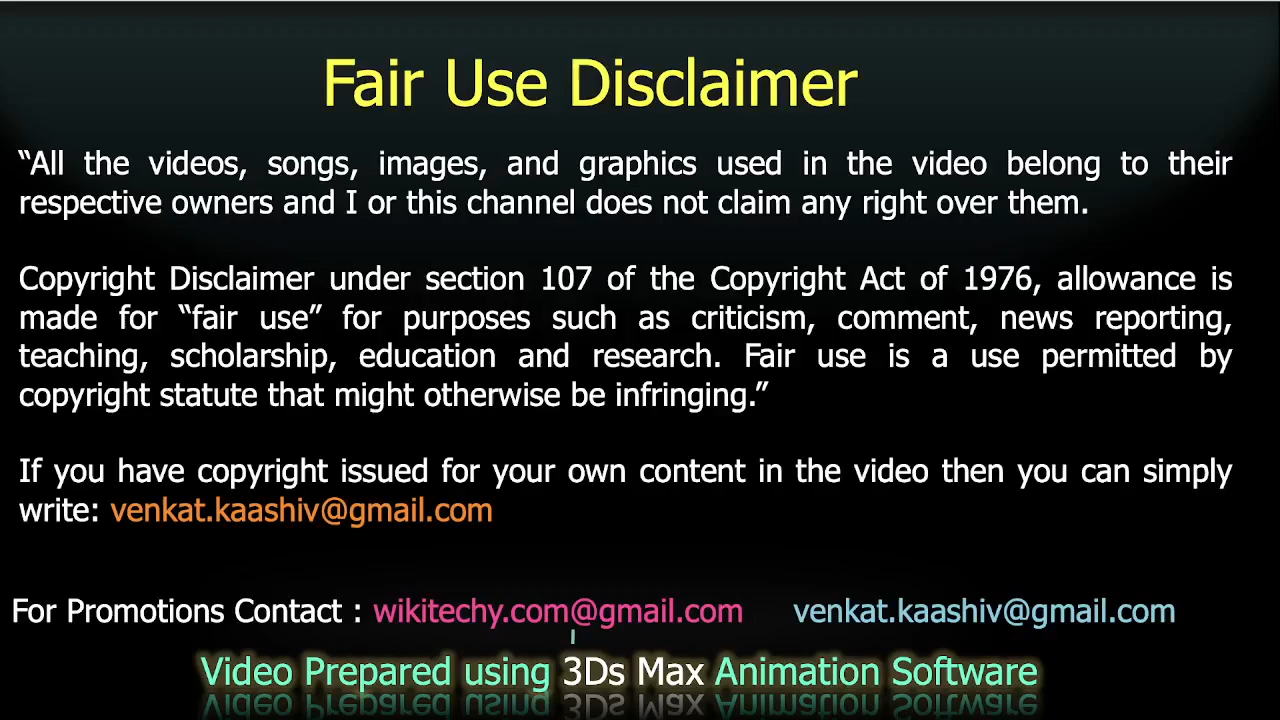 Fair Use Disclaimer
“All the videos, songs, images, and graphics used in the video belong to their
respective owners and I or this channel does not claim any right over them.
Copyright Disclaimer under section 107 of the Copyright Act of 1976, allowance is
made for “fair use” for purposes such as criticism, comment, news reporting,
teaching, scholarship, education and research. Fair use is a use permitted by
copyright statute that might otherwise be infringing.”
If you have copyright issued for your own content in the video then you can simply
write: venkat.kaashiv@gmail.com
For Promotions Contact : wikitechy.com@gmail.com venkat.kaashiv@gmail.com
Video Prepared using 3Ds Max Animation Software